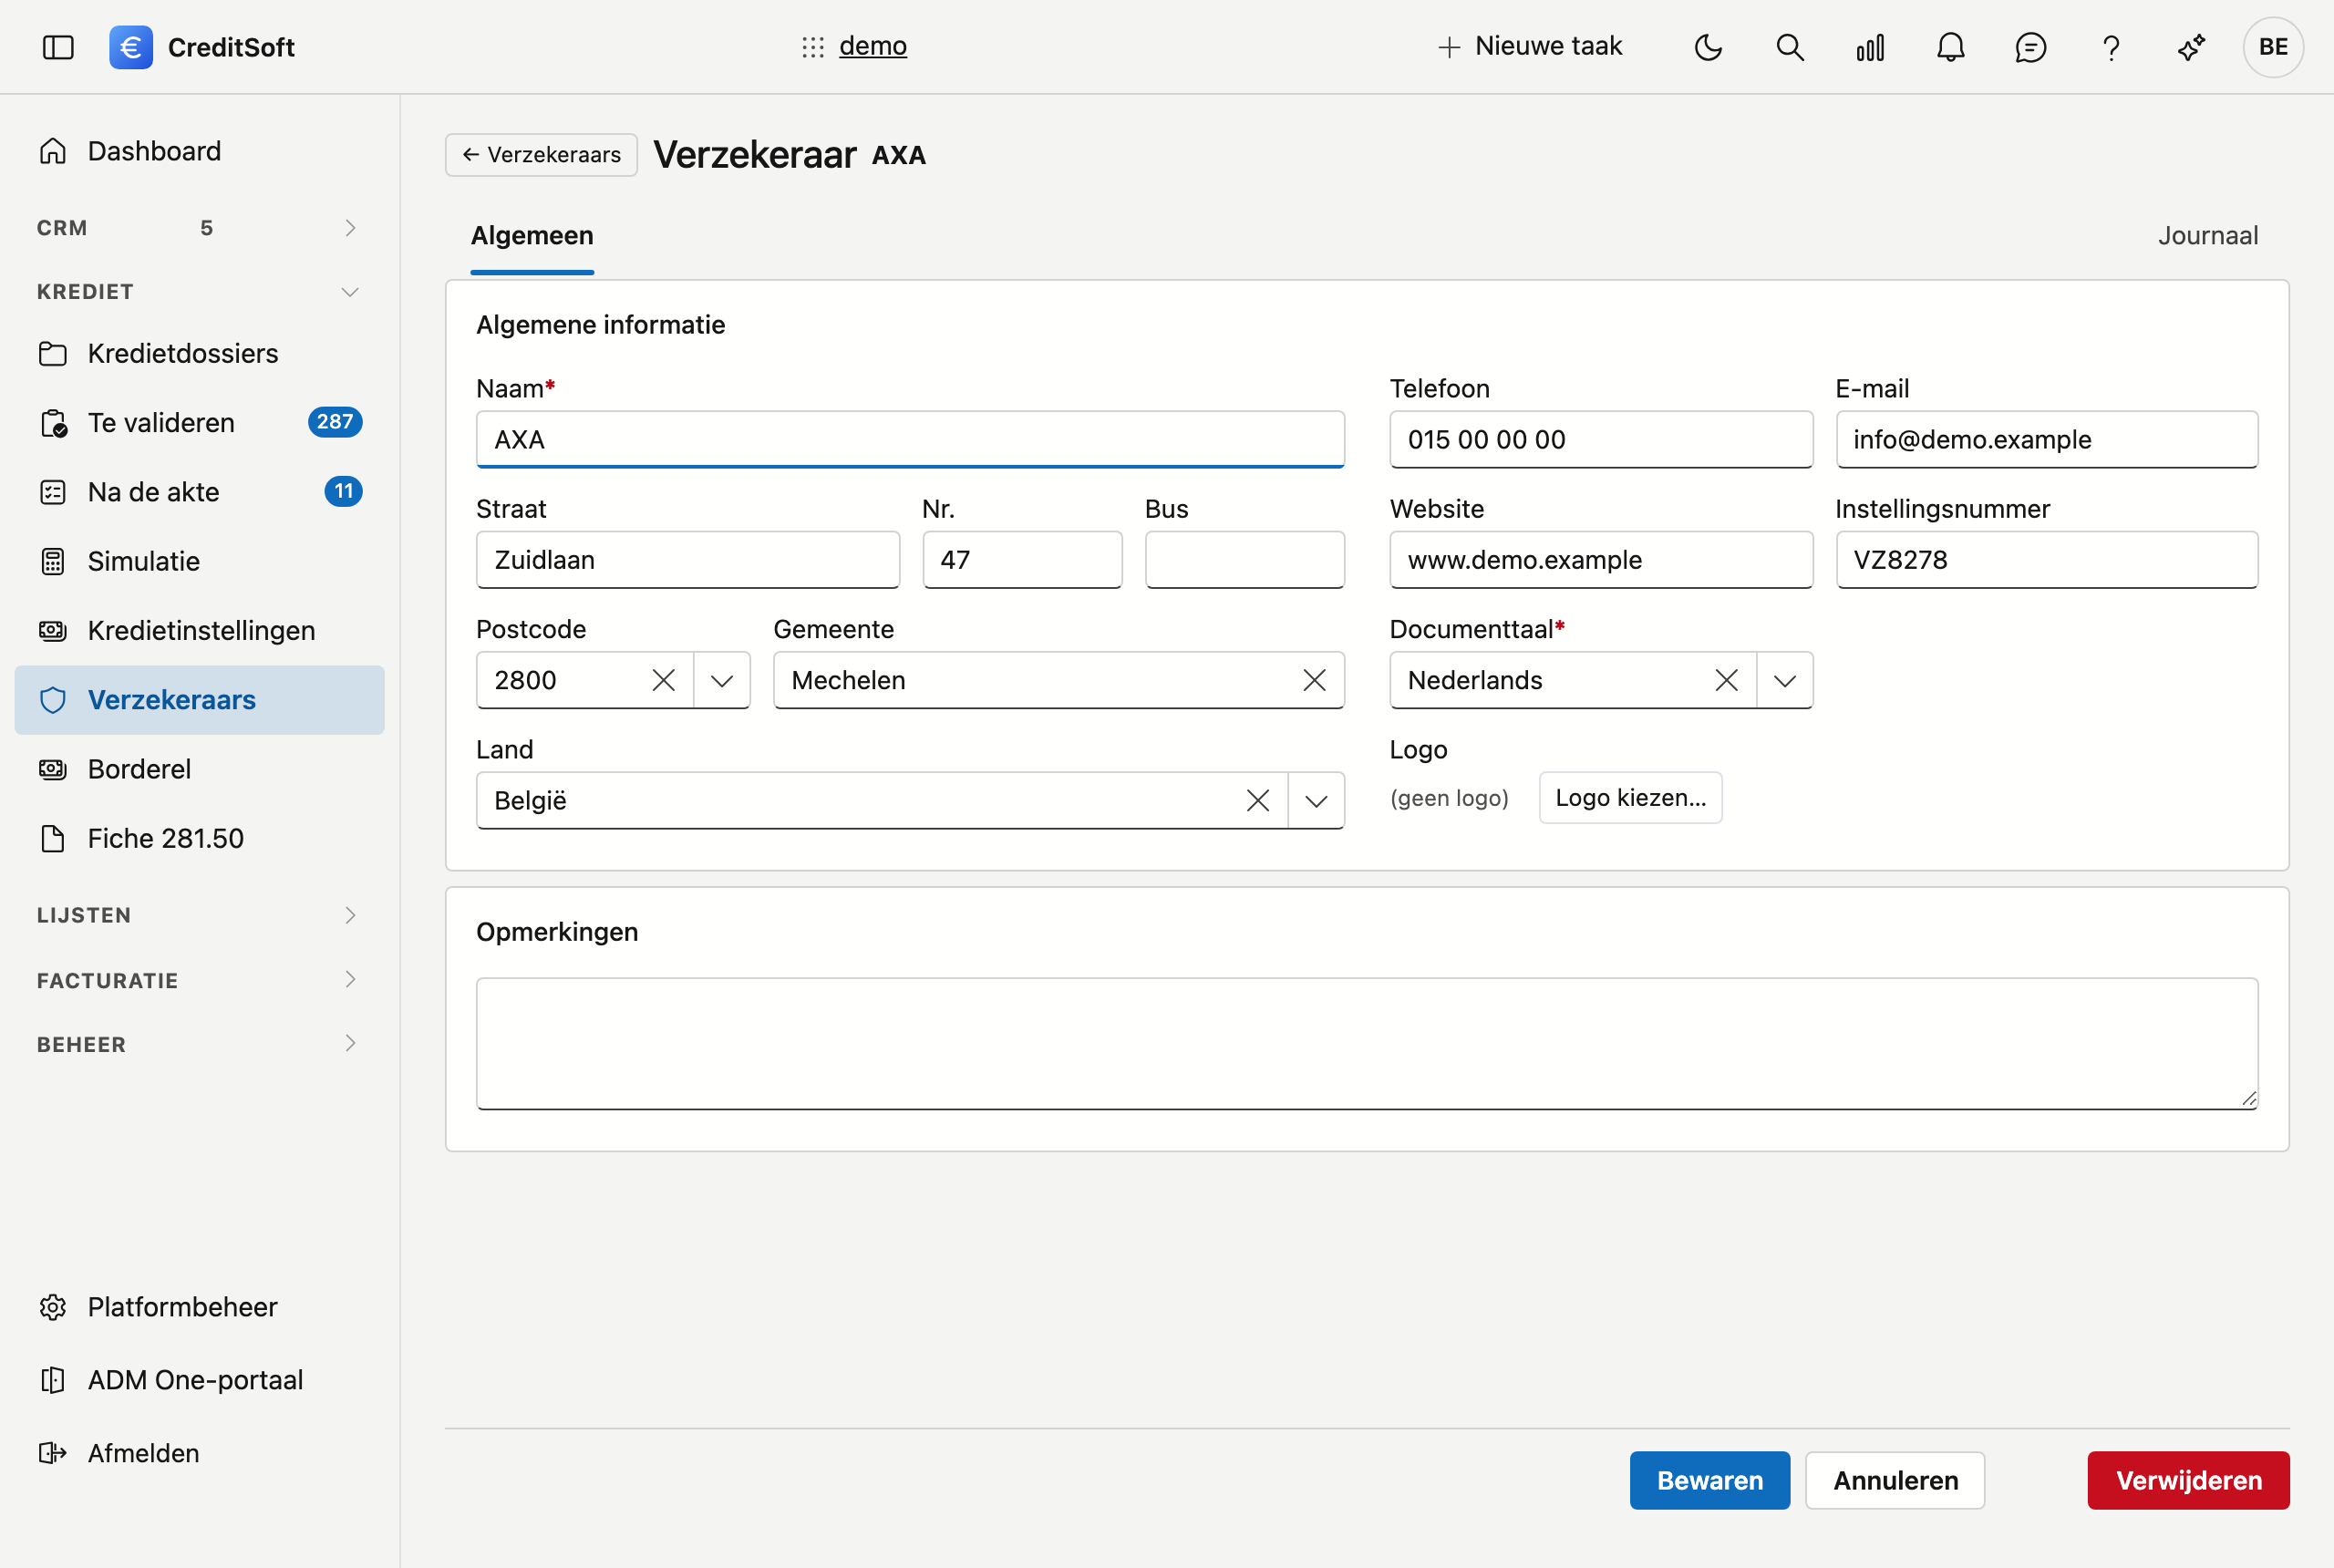 CreditSoft
demo
Nieuwe taak
BE
Dashboard
CRM 5
KREDIET
Kredietdossiers
Te valideren 287
Na de akte 11
Simulatie
Kredietinstellingen
Verzekeraars
Borderel
Fiche 281.50
LIJSTEN
FACTURATIE
BEHEER
Platformbeheer
ADM One-portaal
Afmelden
← Verzekeraars Verzekeraar AXA
Algemeen Journaal
Algemene informatie
Naam* Telefoon E-mail
AXA 015 00 00 00 info@demo.example
Straat Nr. Bus Website Instellingsnummer
Zuidlaan 47 www.demo.example VZ8278
Postcode Gemeente Documenttaal*
2800 Mechelen Nederlands
Land Logo
België (geen logo) Logo kiezen...
Opmerkingen
Bewaren Annuleren Verwijderen